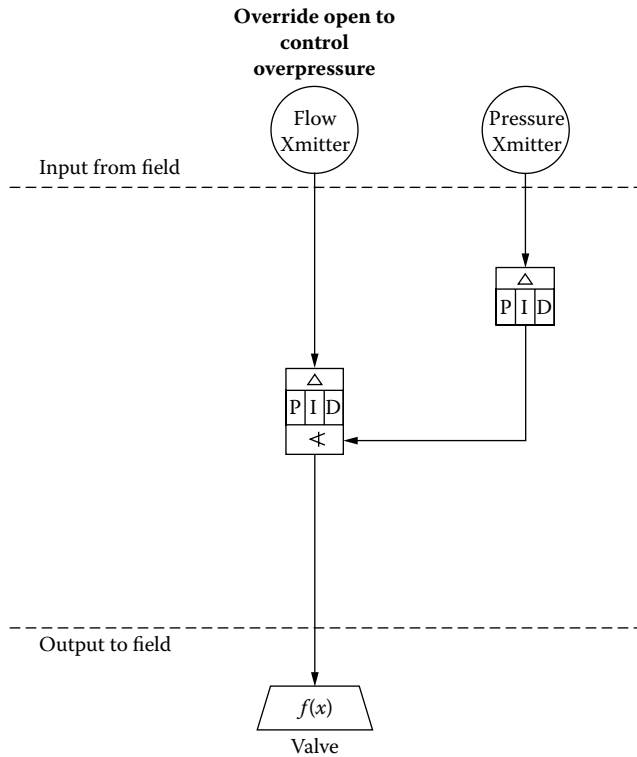 Override open to
control
overpressure
Flow
Xmitter
Pressure
Xmitter
Input from field
△
P I D
△
P I D
≮
Output to field
f(x)
Valve